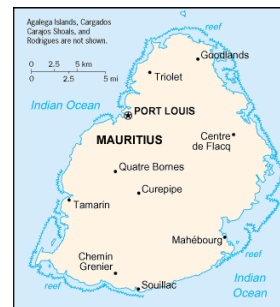 Agalega Islands, Cargados
Carajos Shoals, and
Rodrigues are not shown.
0 2.5 5 km
0 2.5 5 mi
reef
Goodlands
Triolet
Indian Ocean
PORT LOUIS
MAURITIUS
Centre
de Flacq
Quatre Bornes
Curepipe
Tamarin
Mahébourg
Chemin
Grenier
Indian
Ocean
reef
Souillac
reef